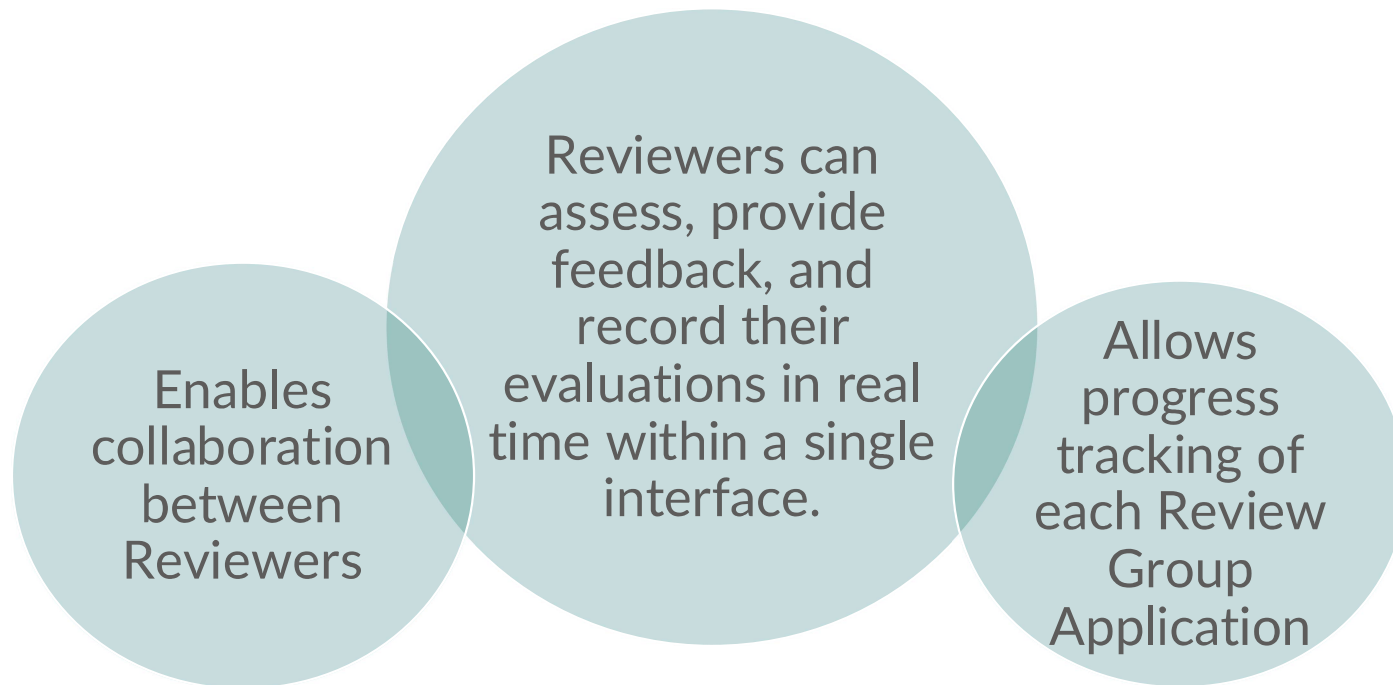 Enables
collaboration
between
Reviewers
Reviewers can
assess, provide
feedback, and
record their
evaluations in real
time within a single
interface.
Allows
progress
tracking of
each Review
Group
Application